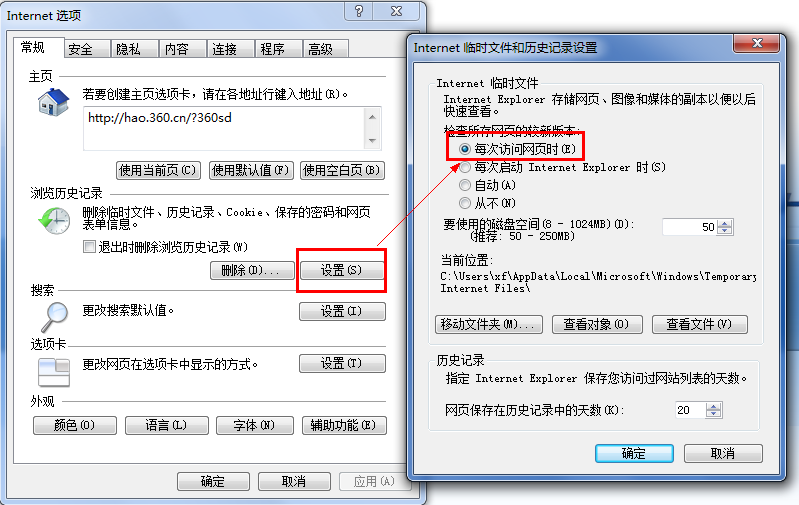 Internet 选项
常规
安全
隐私
内容
连接
程序
高级
主页
若要创建主页选项卡，请在各地址行键入地址(R)。
http://hao.360.cn/?360sd
使用当前页(C)
使用默认值(F)
使用空白页(B)
浏览历史记录
删除临时文件、历史记录、Cookie、保存的密码和网页
表单信息。
退出时删除浏览历史记录(W)
删除(D)...
设置(S)
搜索
更改搜索默认值。
设置(I)
选项卡
更改网页在选项卡中显示的方式。
设置(T)
外观
颜色(O)
语言(L)
字体(N)
辅助功能(E)
确定
取消
应用(A)
Internet 临时文件和历史记录设置
Internet 临时文件
Internet Explorer 存储网页、图像和媒体的副本以便以后
快速查看。
检查所存网页的较新版本:
每次访问网页时(E)
每次启动 Internet Explorer 时(S)
自动(A)
从不(N)
要使用的磁盘空间(8 - 1024MB)(D):
(推荐: 50 - 250MB)
50
当前位置:
C:\Users\xf\AppData\Local\Microsoft\Windows\Temporary
Internet Files\
移动文件夹(M)...
查看对象(O)
查看文件(V)
历史记录
指定 Internet Explorer 保存您访问过网站列表的天数。
网页保存在历史记录中的天数(K):
20
确定
取消